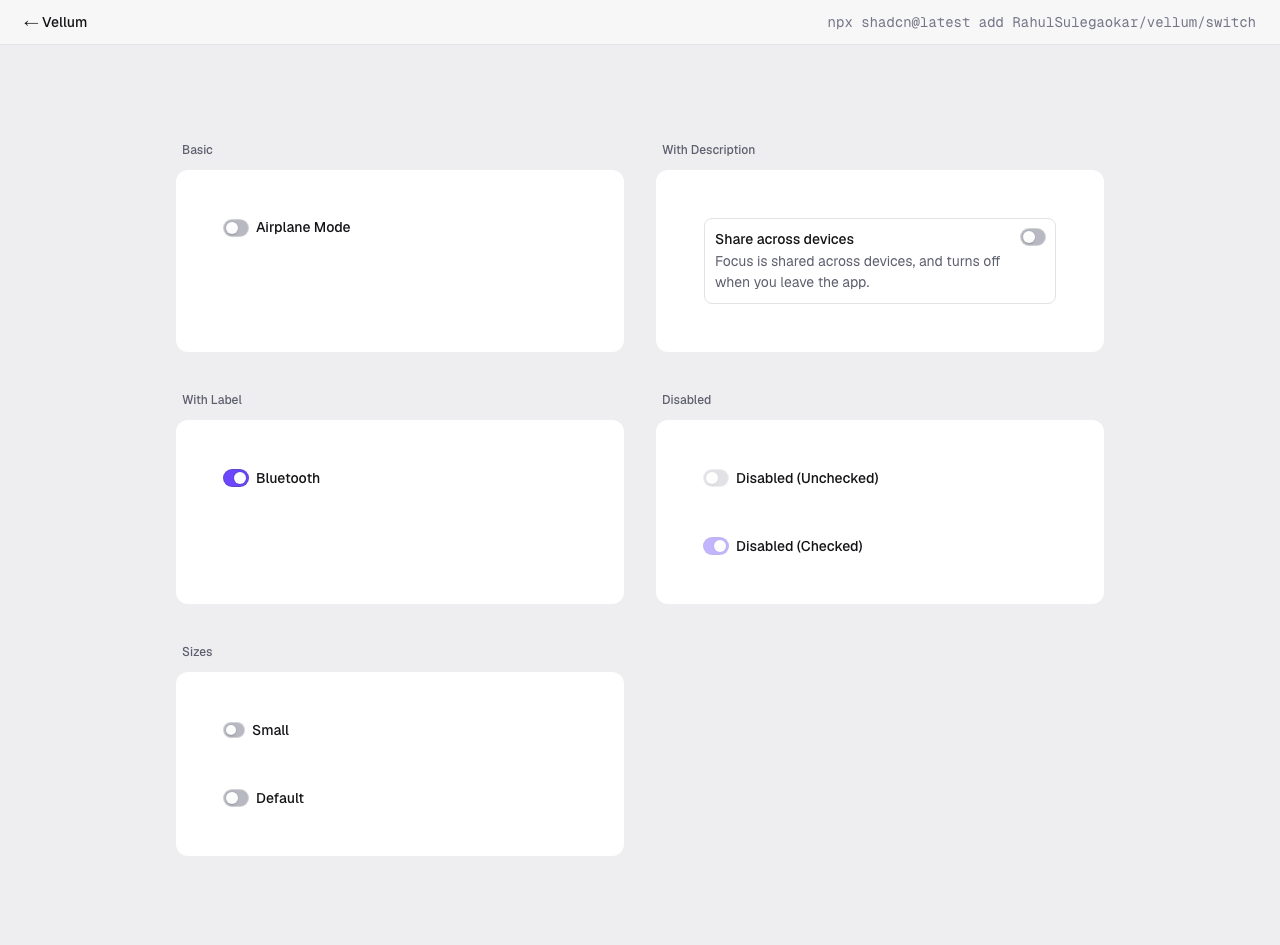 ← Vellum
npx shadcn@latest add RahulSulegaokar/vellum/switch
Basic
Airplane Mode
With Description
Share across devices
Focus is shared across devices, and turns off
when you leave the app.
With Label
Bluetooth
Disabled
Disabled (Unchecked)
Disabled (Checked)
Sizes
Small
Default